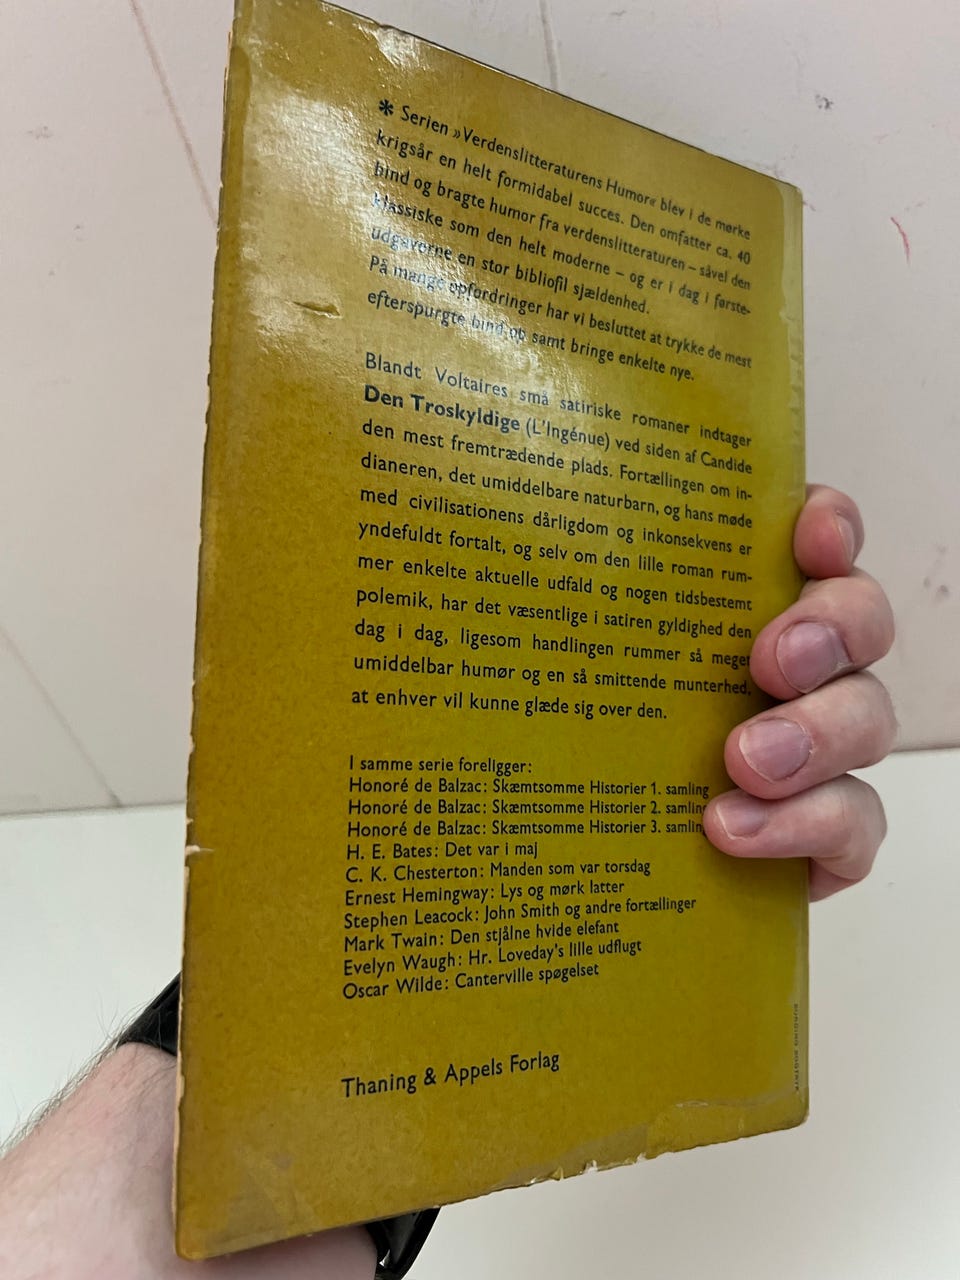 * Serien »Verdenslitteraturens Humor« blev i de mørke
krigsår en helt formidabel succes. Den omfatter ca. 40
bind og bragte humor fra verdenslitteraturen – såvel den
klassiske som den helt moderne – og er i dag i første-
udgaverne en stor bibliofil sjældenhed.
På mange opfordringer har vi besluttet at trykke de mest
efterspurgte bind op samt bringe enkelte nye.
Blandt Voltaires små satiriske romaner indtager
Den Troskyldige (L'Ingénue) ved siden af Candide
den mest fremtrædende plads. Fortællingen om in-
dianeren, det umiddelbare naturbarn, og hans møde
med civilisationens dårligdom og inkonsekvens er
yndefuldt fortalt, og selv om den lille roman rum-
mer enkelte aktuelle udfald og nogen tidsbestemt
polemik, har det væsentlige i satiren gyldighed den
dag i dag, ligesom handlingen rummer så meget
umiddelbar humør og en så smittende munterhed,
at enhver vil kunne glæde sig over den.
I samme serie foreligger:
Honoré de Balzac: Skæmtsomme Historier 1. samling
Honoré de Balzac: Skæmtsomme Historier 2. samling
Honoré de Balzac: Skæmtsomme Historier 3. samling
H. E. Bates: Det var i maj
C. K. Chesterton: Manden som var torsdag
Ernest Hemingway: Lys og mørk latter
Stephen Leacock: John Smith og andre fortællinger
Mark Twain: Den stjålne hvide elefant
Evelyn Waugh: Hr. Loveday's lille udflugt
Oscar Wilde: Canterville spøgelset
Thaning & Appels Forlag